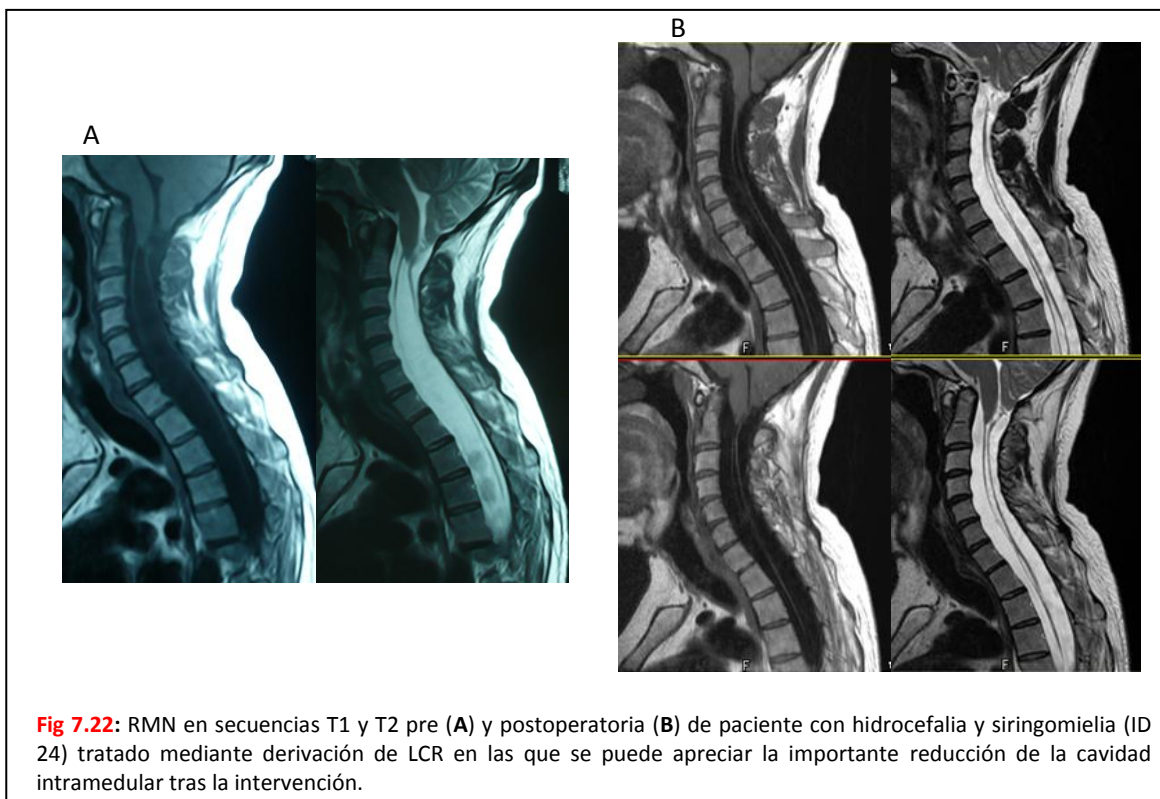 B
A
F
F
Fig 7.22: RMN en secuencias T1 y T2 pre (A) y postoperatoria (B) de paciente con hidrocefalia y siringomielia (ID
24) tratado mediante derivación de LCR en las que se puede apreciar la importante reducción de la cavidad
intramedular tras la intervención.